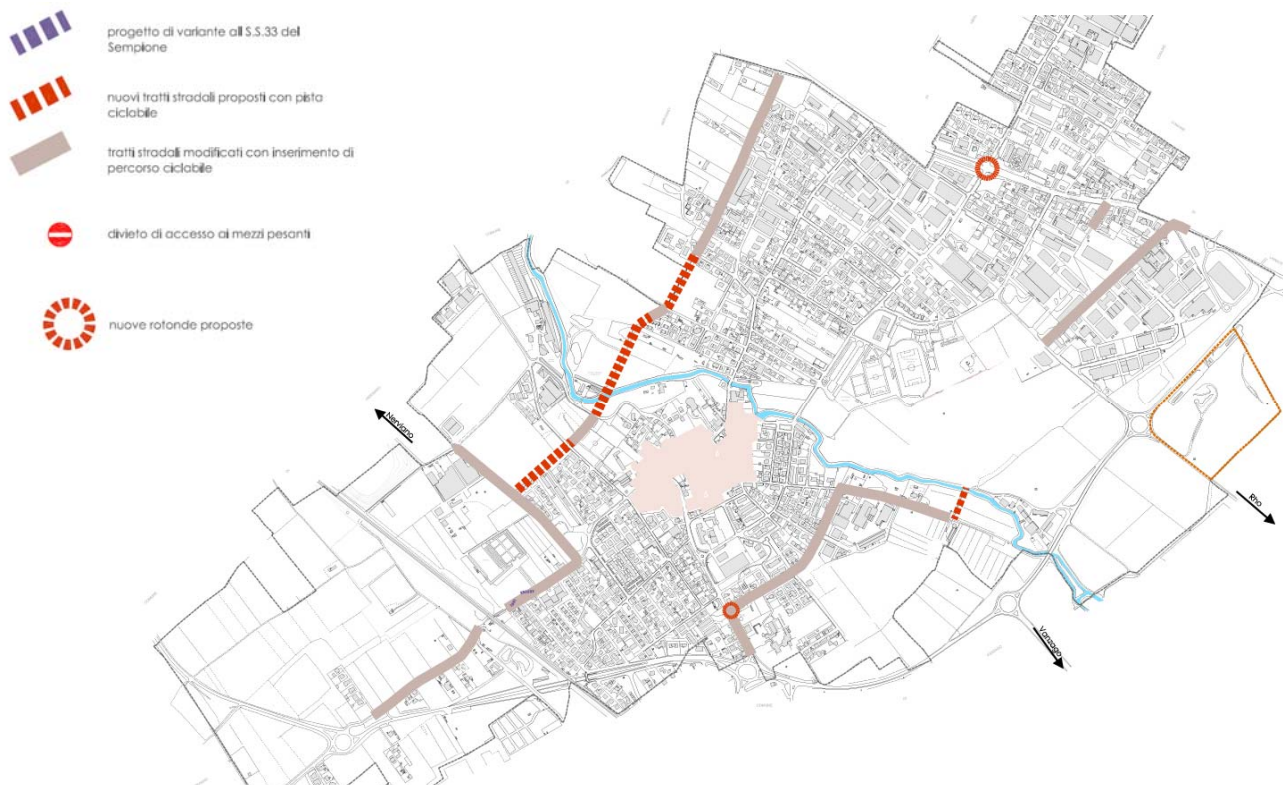 progetto di variante all S.S.33 del
Sempione
nuovi tratti stradali proposti con pista
ciclabile
tratti stradali modificati con inserimento di
percorso ciclabile
divieto di accesso ai mezzi pesanti
nuove rotonde proposte
Nerviano
Rho
Vanzago